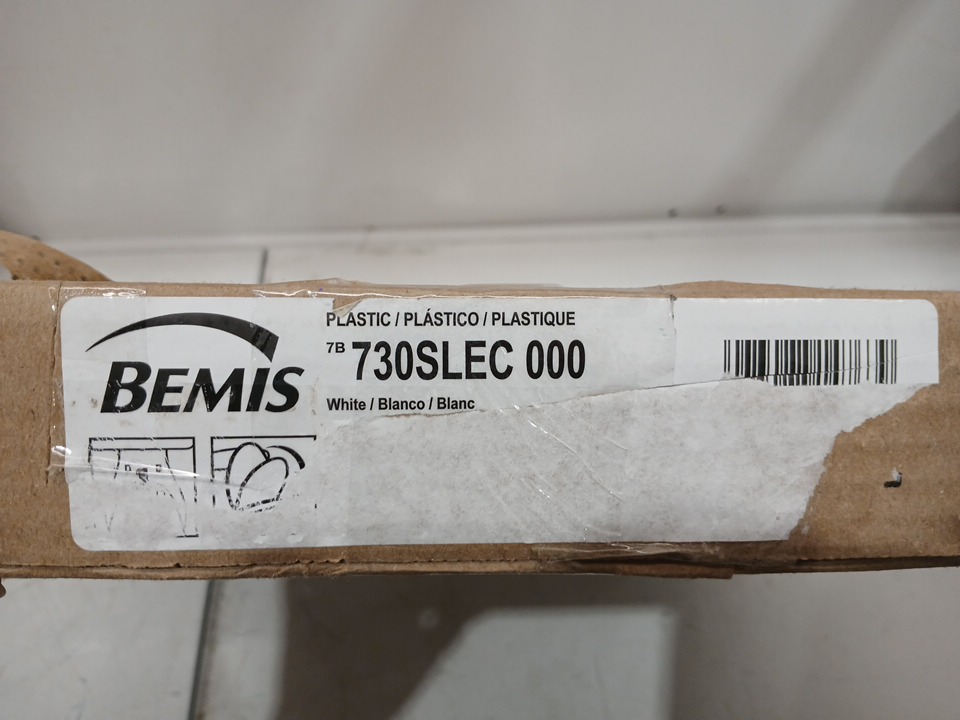 BEMIS
PLASTIC / PLÁSTICO / PLASTIQUE
7B 730SLEC 000
White / Blanco / Blanc